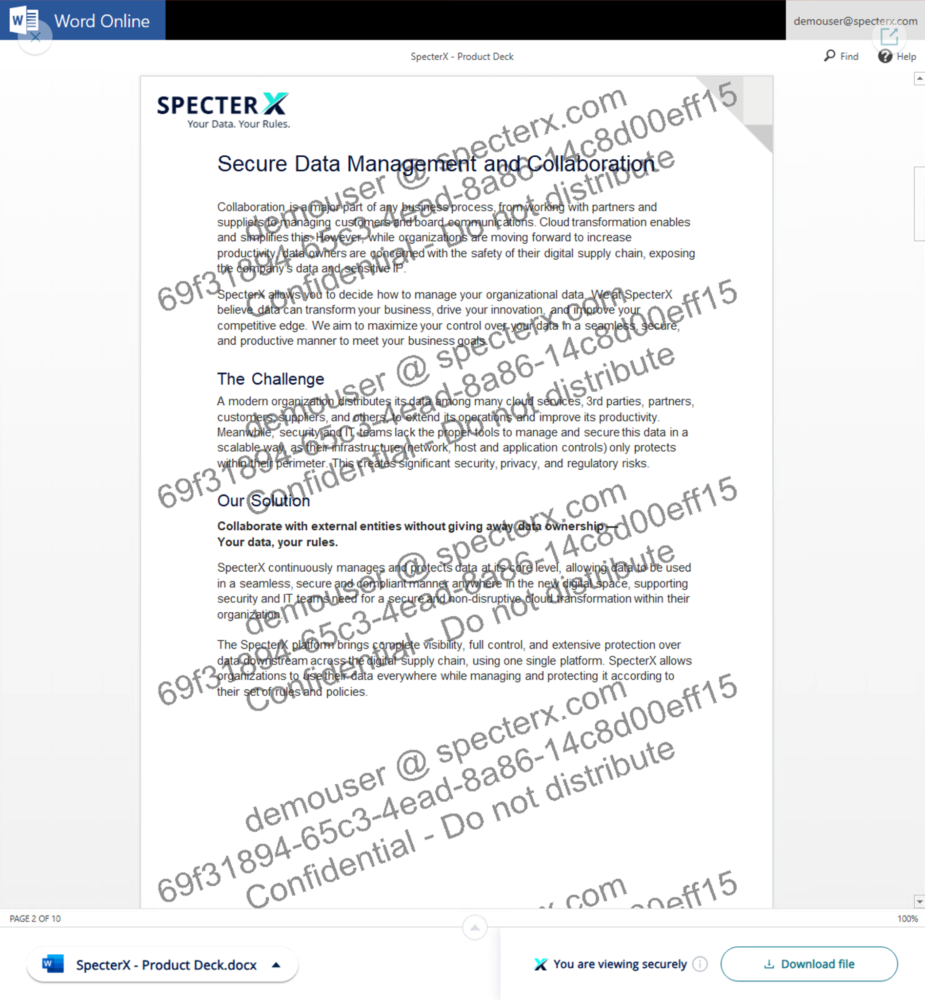 Word Online
demouser@specterx.com
SpecterX - Product Deck
Find
Help
SPECTERX
Your Data. Your Rules.
Secure Data Management and Collaboration
Collaboration is a major part of any business process, from working with partners and
suppliers to managing customers and board communications. Cloud transformation enables
and simplifies this. However, while organizations are moving forward to increase
productivity, data owners are concerned with the safety of their digital supply chain, exposing
the company's data and sensitive IP.
SpecterX allows you to decide how to manage your organizational data. We at SpecterX
believe data can transform your business, drive your innovation, and improve your
competitive edge. We aim to maximize your control over your data in a seamless, secure,
and productive manner to meet your business goals.
The Challenge
A modern organization distributes its data among many cloud services, 3rd parties, partners,
customers, suppliers, and others, to extend its operations and improve its productivity.
Meanwhile, security and IT teams lack the proper tools to manage and secure this data in a
scalable way, as their infrastructure (network, host and application controls) only protects
within their perimeter. This creates significant security, privacy, and regulatory risks.
Our Solution
Collaborate with external entities without giving away data ownership—
Your data, your rules.
SpecterX continuously manages and protects data at its core level, allowing data to be used
in a seamless, secure and compliant manner anywhere in the new digital space, supporting
security and IT teams need for a secure and non-disruptive cloud transformation within their
organization.
The SpecterX platform brings complete visibility, full control, and extensive protection over
data downstream across the digital supply chain, using one single platform. SpecterX allows
organizations to use their data everywhere while managing and protecting it according to
their set of rules and policies.
demouser @ specterx.com
69f31894-65c3-4ead-8a86-14c8d00eff15
Confidential - Do not distribute
demouser @ specterx.com
69f31894-65c3-4ead-8a86-14c8d00eff15
Confidential - Do not distribute
demouser @ specterx.com
69f31894-65c3-4ead-8a86-14c8d00eff15
Confidential - Do not distribute
demouser @ specterx.com
69f31894-65c3-4ead-8a86-14c8d00eff15
Confidential - Do not distribute
.com
0eff15
PAGE 2 OF 10
100%
SpecterX - Product Deck.docx
You are viewing securely
Download file